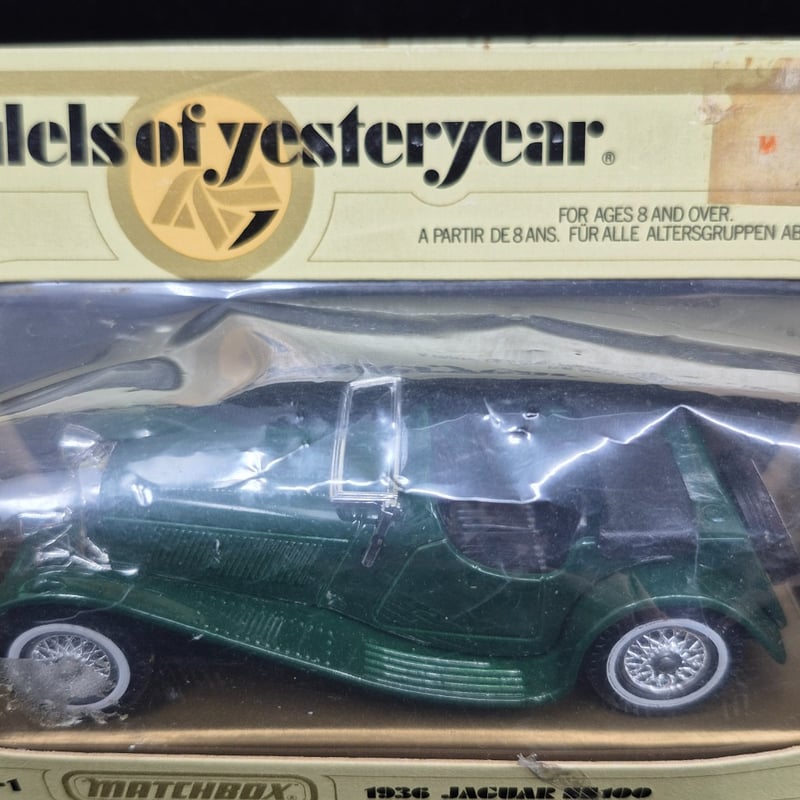 dels of yesteryear®
FOR AGES 8 AND OVER.
A PARTIR DE 8 ANS. FÜR ALLE ALTERSGRUPPEN AB
-1 MATCHBOX® 1936 JAGUAR SS100